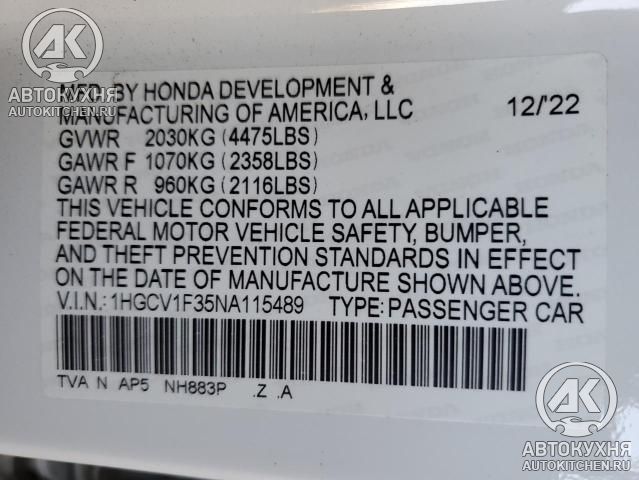 АК
АВТОКУХНЯ
AUTOKITCHEN.RU
BY HONDA DEVELOPMENT &
MANUFACTURING OF AMERICA, LLC 12/'22
GVWR 2030KG (4475LBS)
GAWR F 1070KG (2358LBS)
GAWR R 960KG (2116LBS)
THIS VEHICLE CONFORMS TO ALL APPLICABLE
FEDERAL MOTOR VEHICLE SAFETY, BUMPER,
AND THEFT PREVENTION STANDARDS IN EFFECT
ON THE DATE OF MANUFACTURE SHOWN ABOVE.
V.I.N.: 1HGCV1F35NA115489 TYPE: PASSENGER CAR
TVA N AP5 NH883P .Z .A
АК
АВТОКУХНЯ
AUTOKITCHEN.RU